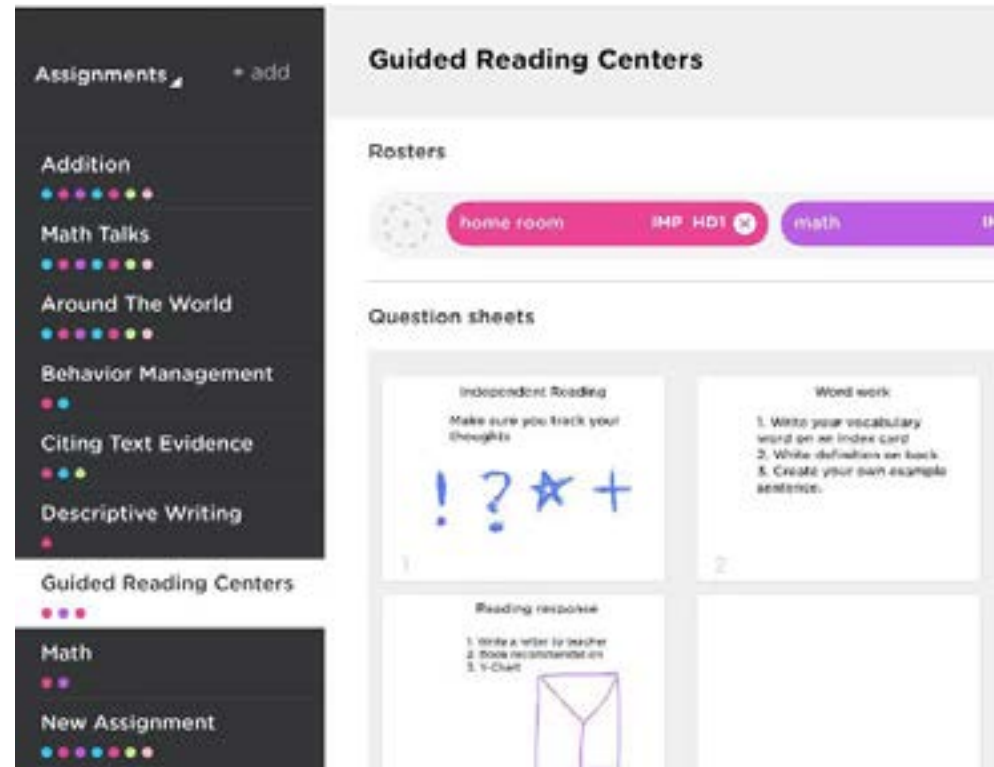 Assignments
+ add
Addition
Math Talks
Around The World
Behavior Management
Citing Text Evidence
Descriptive Writing
Guided Reading Centers
Math
New Assignment
Guided Reading Centers
Rosters
home room IMP HD1
math
Question sheets
Independent Reading
Make sure you track your
thoughts
! ? ☆ +
1
Word work
1. Write your vocabulary
word on an index card
2. Write definition on back
3. Create your own example
sentence.
2
Reading response
1. Write a letter to teacher
2. Book recommendation
3. Y-Chart